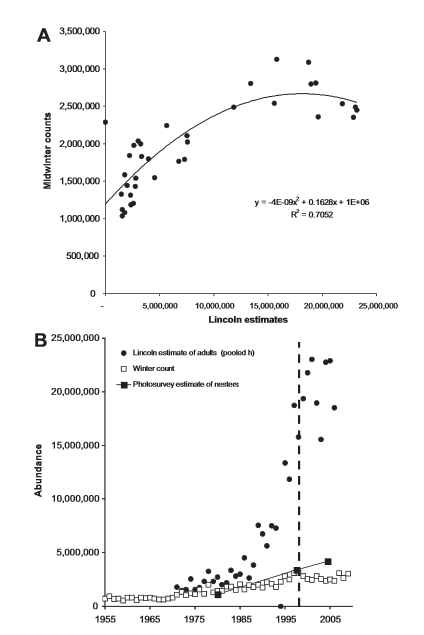 A
3,500,000
3,000,000
2,500,000
2,000,000
1,500,000
1,000,000
500,000
0
Midwinter counts
y = -4E-09x² + 0.1628x + 1E+06
R² = 0.7052
- 5,000,000 10,000,000 15,000,000 20,000,000 25,000,000
Lincoln estimates
B
25,000,000
20,000,000
15,000,000
10,000,000
5,000,000
0
Abundance
Lincoln estimate of adults (pooled h)
Winter count
Photosurvey estimate of nesters
1955 1965 1975 1985 1995 2005